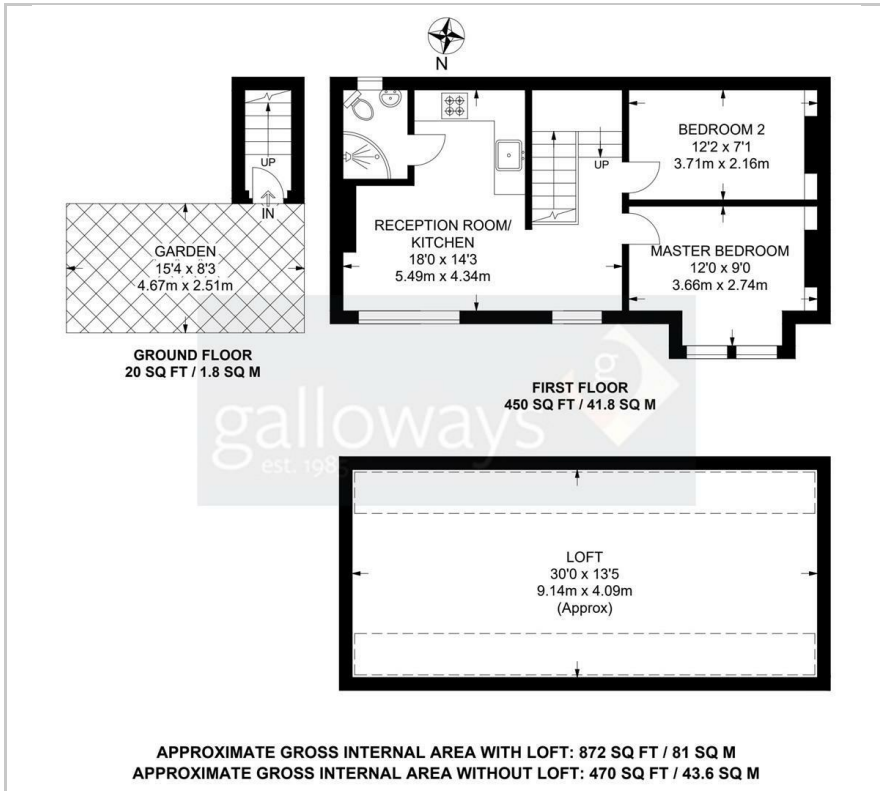 N
UP
IN
GARDEN
15'4 x 8'3
4.67m x 2.51m
GROUND FLOOR
20 SQ FT / 1.8 SQ M
RECEPTION ROOM/
KITCHEN
18'0 x 14'3
5.49m x 4.34m
UP
BEDROOM 2
12'2 x 7'1
3.71m x 2.16m
MASTER BEDROOM
12'0 x 9'0
3.66m x 2.74m
FIRST FLOOR
450 SQ FT / 41.8 SQ M
g
galloways
est. 1985
LOFT
30'0 x 13'5
9.14m x 4.09m
(Approx)
APPROXIMATE GROSS INTERNAL AREA WITH LOFT: 872 SQ FT / 81 SQ M
APPROXIMATE GROSS INTERNAL AREA WITHOUT LOFT: 470 SQ FT / 43.6 SQ M